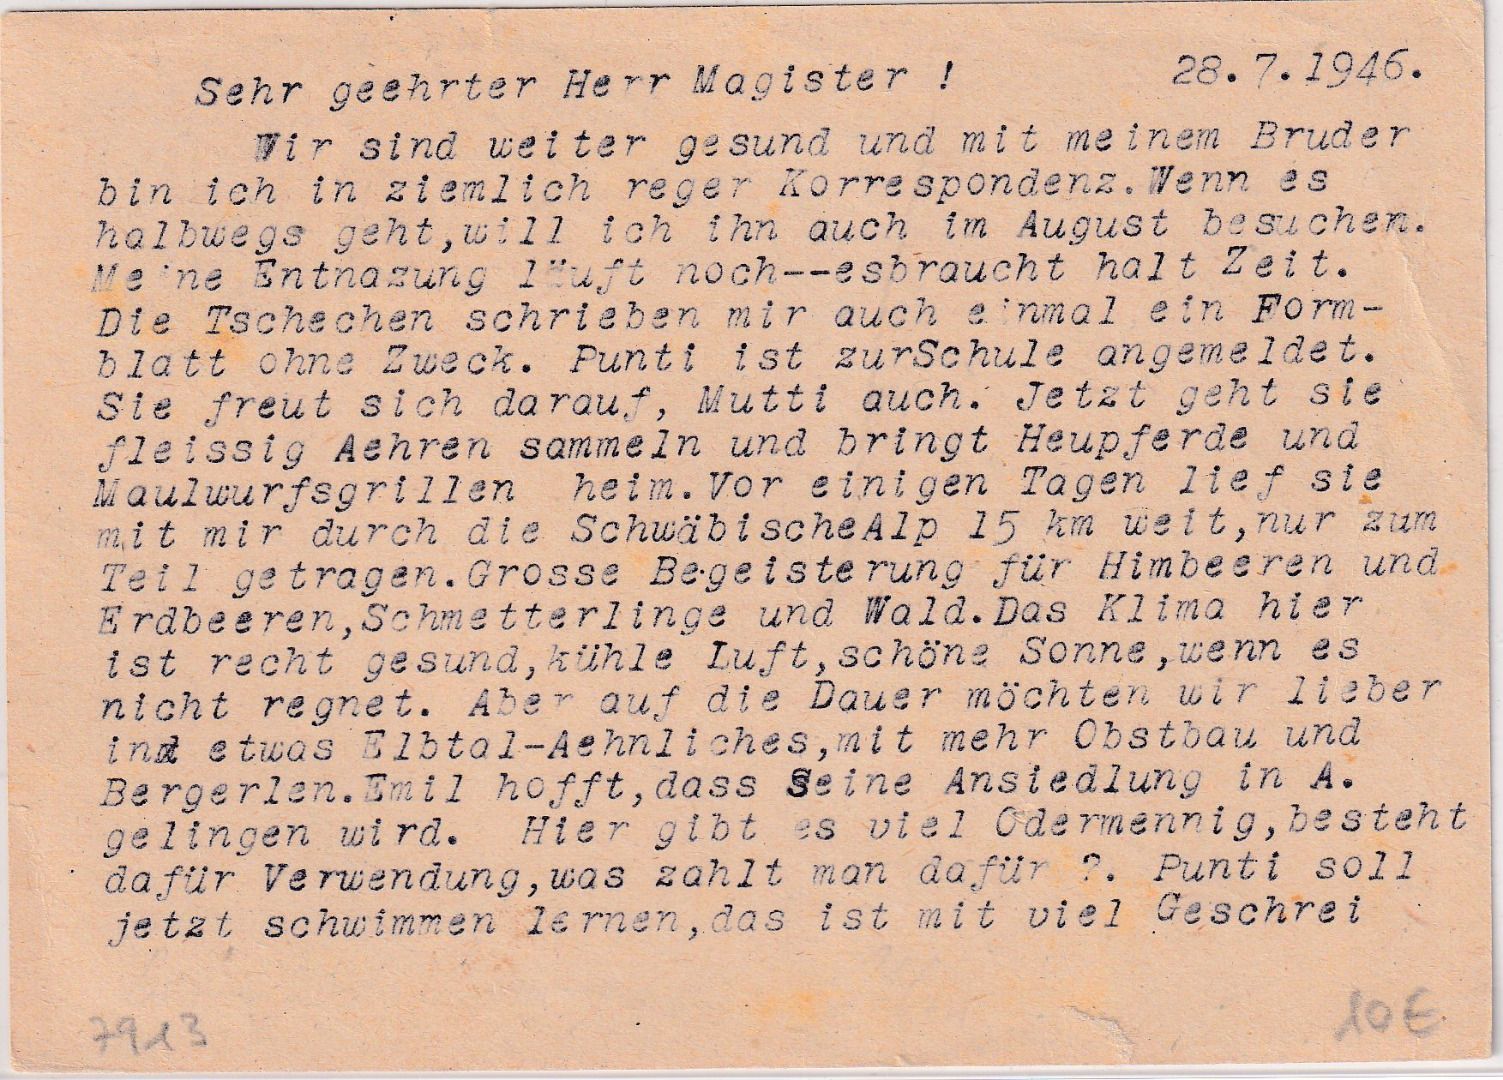 28.7.1946.
Sehr geehrter Herr Magister !
Wir sind weiter gesund und mit meinem Bruder
bin ich in ziemlich reger Korrespondenz.Wenn es
halbwegs geht,will ich ihn auch im August besuchen.
Meine Entnazung läuft noch--esbraucht halt Zeit.
Die Tschechen schrieben mir auch einmal ein Form-
blatt ohne Zweck. Punti ist zurSchule angemeldet.
Sie freut sich darauf, Mutti auch. Jetzt geht sie
fleissig Aehren sammeln und bringt Heupferde und
Maulwurfsgrillen heim.Vor einigen Tagen lief sie
mit mir durch die SchwäbischeAlp 15 km weit,nur zum
Teil getragen.Grosse Begeisterung für Himbeeren und
Erdbeeren,Schmetterlinge und Wald.Das Klima hier
ist recht gesund,kühle Luft,schöne Sonne,wenn es
nicht regnet. Aber auf die Dauer möchten wir lieber
in etwas Elbtal-Aehnliches,mit mehr Obstbau und
Bergerlen.Emil hofft,dass Seine Ansiedlung in A.
gelingen wird. Hier gibt es viel Odermennig,besteht
dafür Verwendung,was zahlt man dafür ?. Punti soll
jetzt schwimmen lernen,das ist mit viel Geschrei
7913
10€